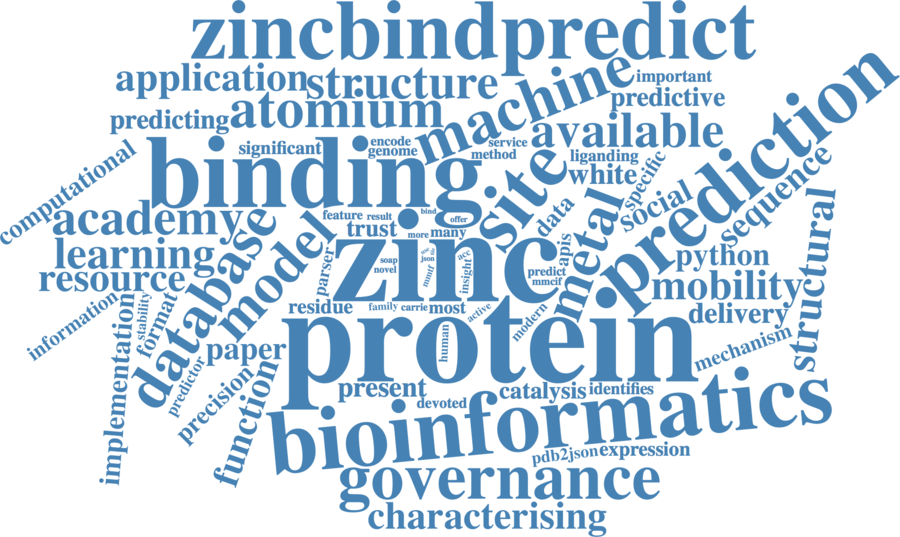 zincbindpredict
application
structure
machine
important
predictive
atomium
predicting
available
prediction
significant
encode
genome
service
method
liganding
computational
binding
site
white
specific
social
sequence
academy
database
model
feature
result
bind
offer
trust
more
many
data
apis
metal
python
learning
zinc
soap
novel
json
mmtf
acc
insight
predict
mmcif
mobility
structural
resource
parser
residue
family
carrie
most
active
modern
delivery
information
stability
format
implementation
protein
human
mechanism
paper
predictor
precision
function
present
devoted
catalysis
identifies
bioinformatics
pdb2json
expression
governance
characterising